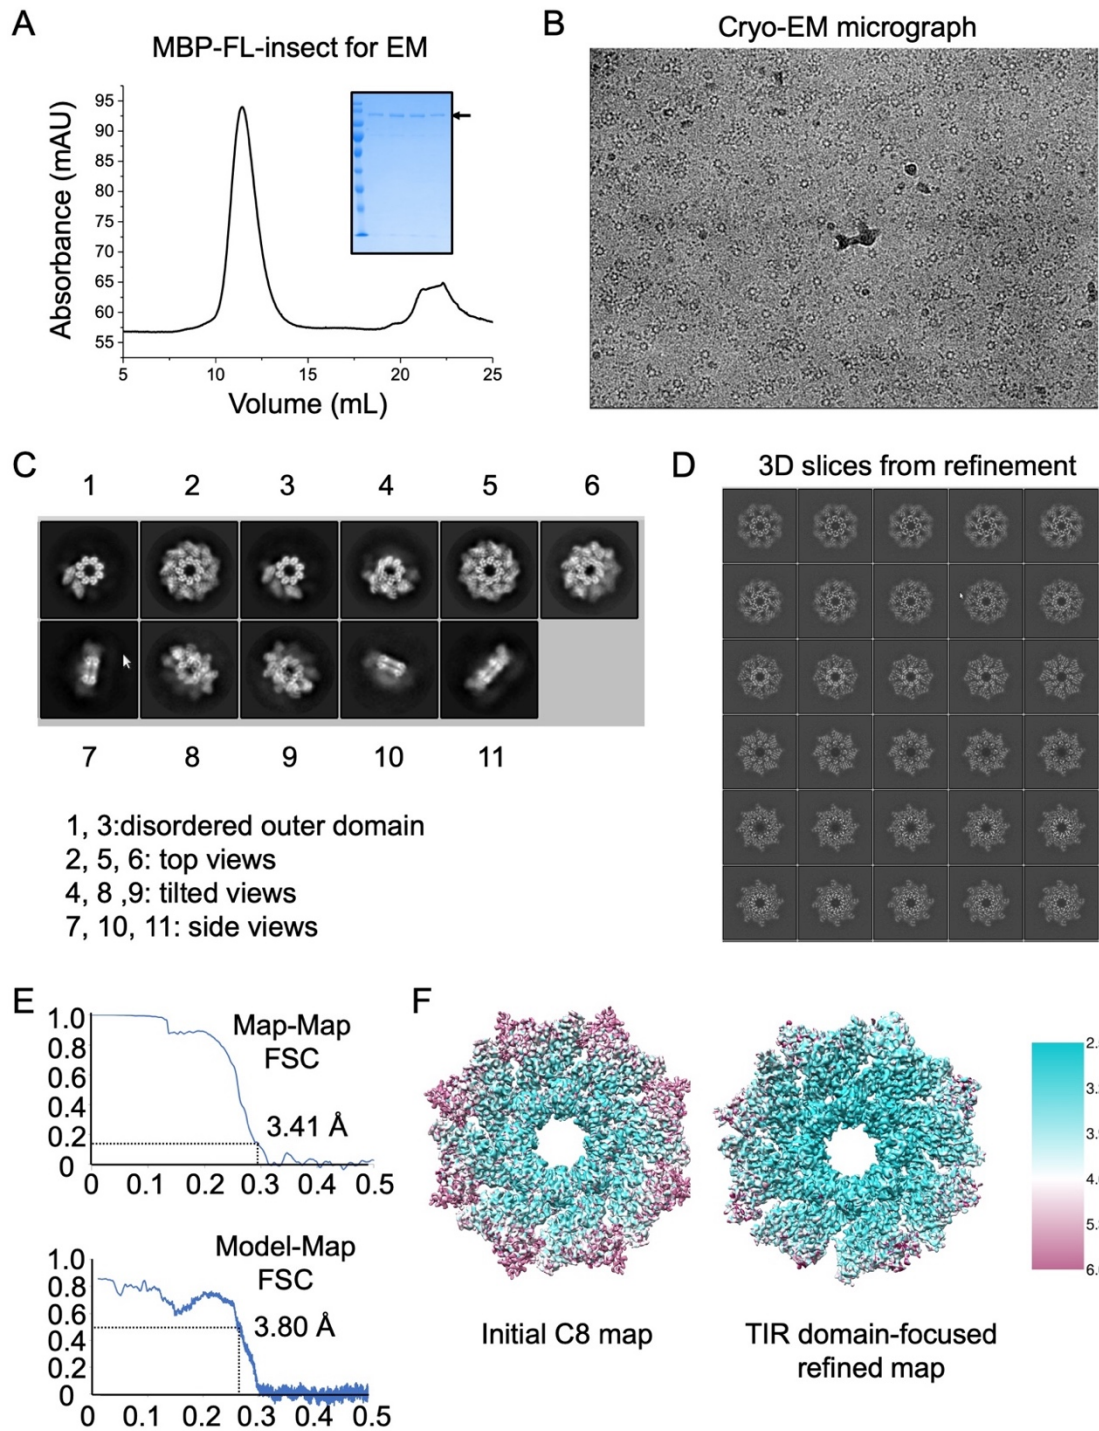 A
MBP-FL-insect for EM
Absorbance (mAU)
95
90
85
80
75
70
65
60
55
5 10 15 20 25
Volume (mL)
B
Cryo-EM micrograph
C
1 2 3 4 5 6
7 8 9 10 11
1, 3:disordered outer domain
2, 5, 6: top views
4, 8 ,9: tilted views
7, 10, 11: side views
D
3D slices from refinement
E
Map-Map
FSC
3.41 Å
1.0
0.8
0.6
0.4
0.2
0
0 0.1 0.2 0.3 0.4 0.5
Model-Map
FSC
3.80 Å
1.0
0.8
0.6
0.4
0.2
0
0 0.1 0.2 0.3 0.4 0.5
F
Initial C8 map
TIR domain-focused
refined map
4.0